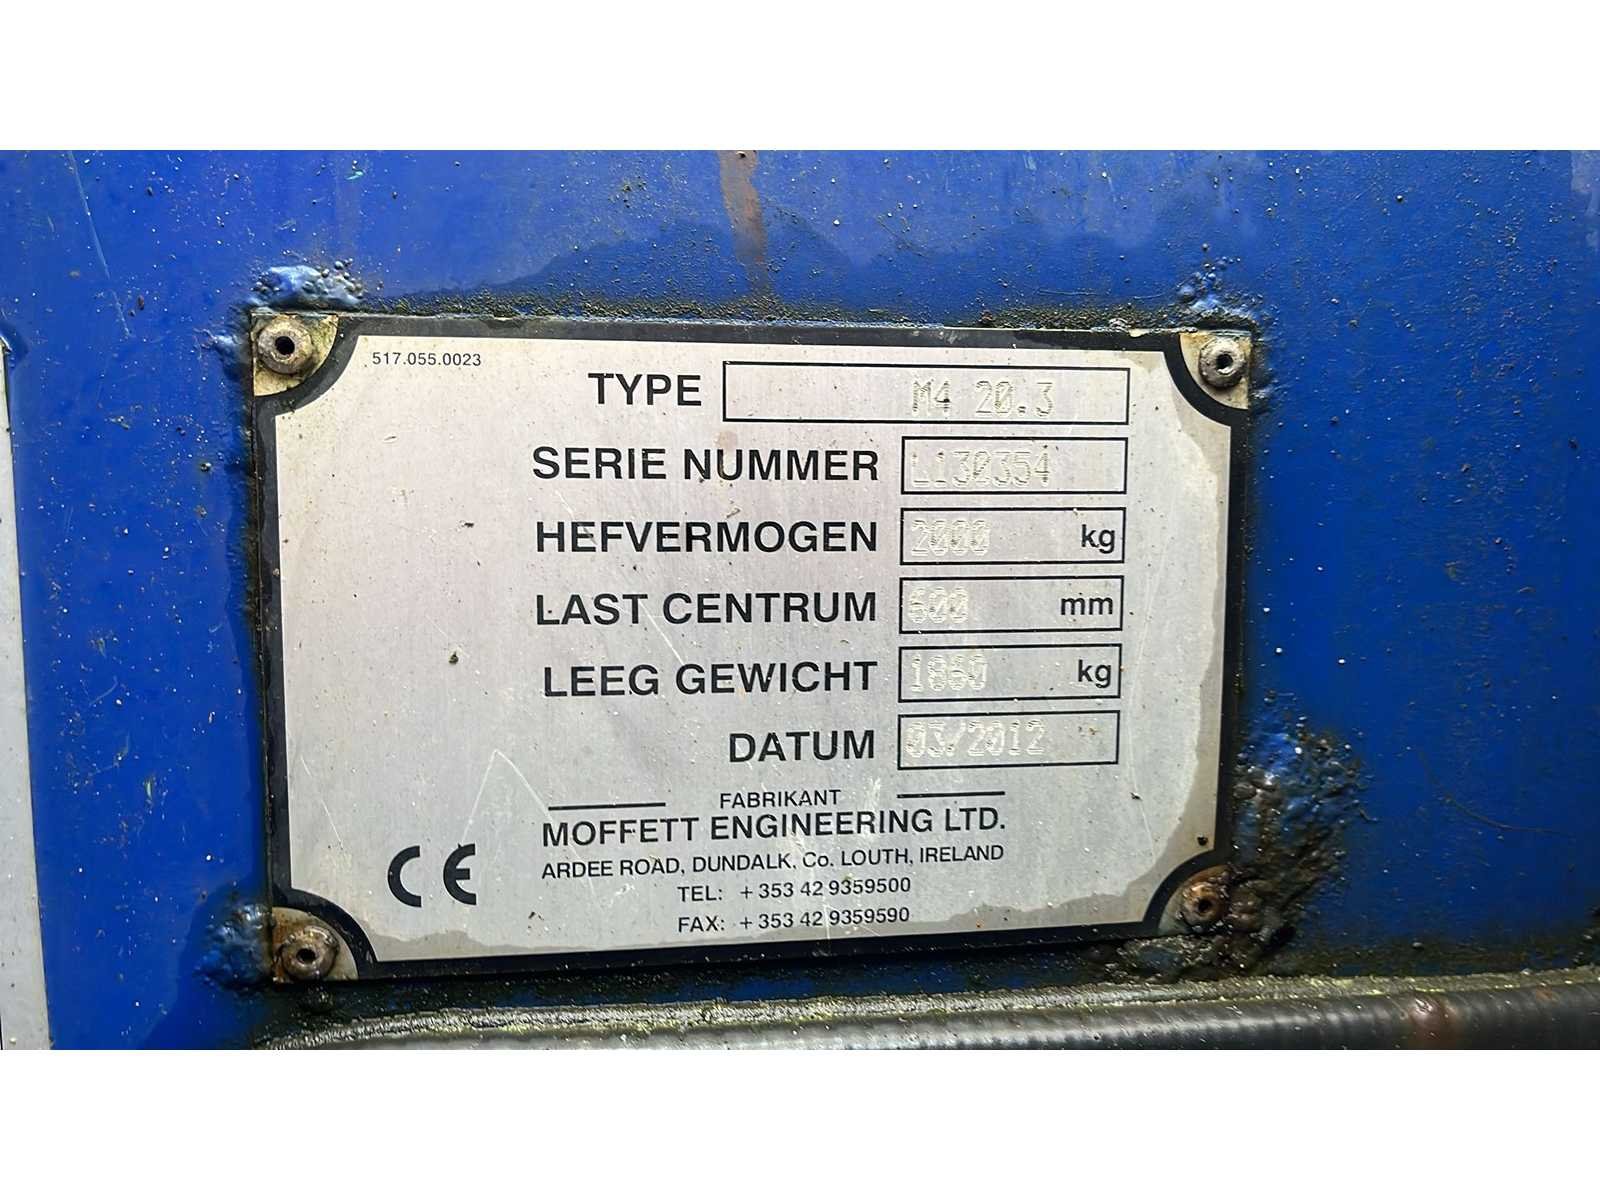 517.055.0023
TYPE M4 20.3
SERIE NUMMER L130354
HEFVERMOGEN 2000 kg
LAST CENTRUM 600 mm
LEEG GEWICHT 1860 kg
DATUM 03/2012
FABRIKANT
MOFFETT ENGINEERING LTD.
ARDEE ROAD, DUNDALK, Co. LOUTH, IRELAND
TEL: +353 42 9359500
FAX: +353 42 9359590
CE